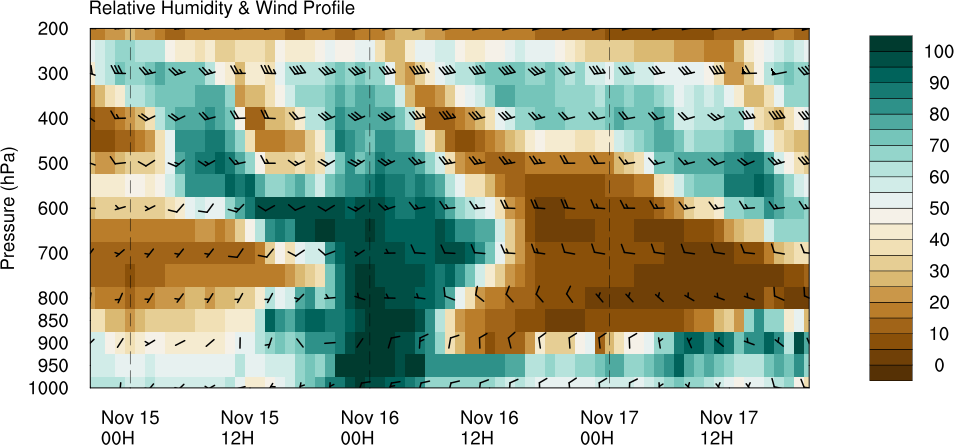 Relative Humidity & Wind Profile
Pressure (hPa)
200
300
400
500
600
700
800
850
900
950
1000
Nov 15
00H
Nov 15
12H
Nov 16
00H
Nov 16
12H
Nov 17
00H
Nov 17
12H
100
90
80
70
60
50
40
30
20
10
0